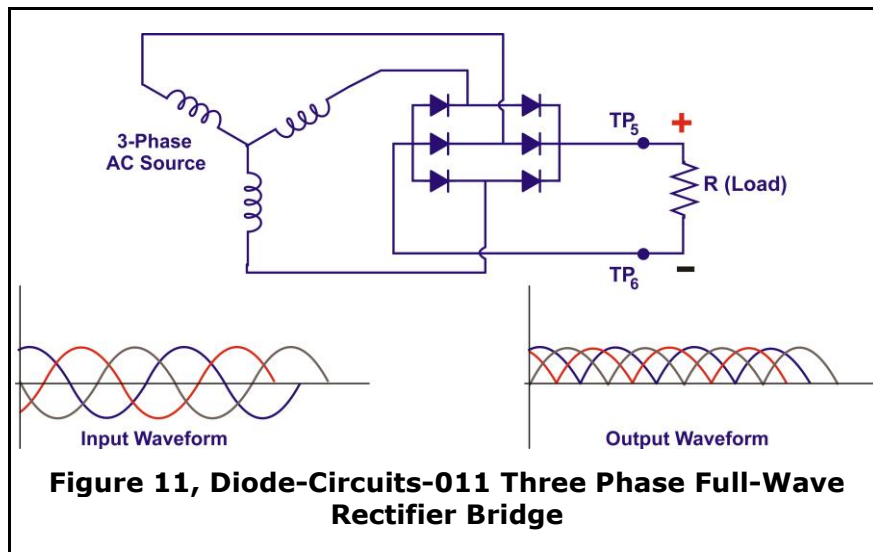 3-Phase
AC Source
TP5
+
R (Load)
TP6
-
Input Waveform
Output Waveform
Figure 11, Diode-Circuits-011 Three Phase Full-Wave
Rectifier Bridge